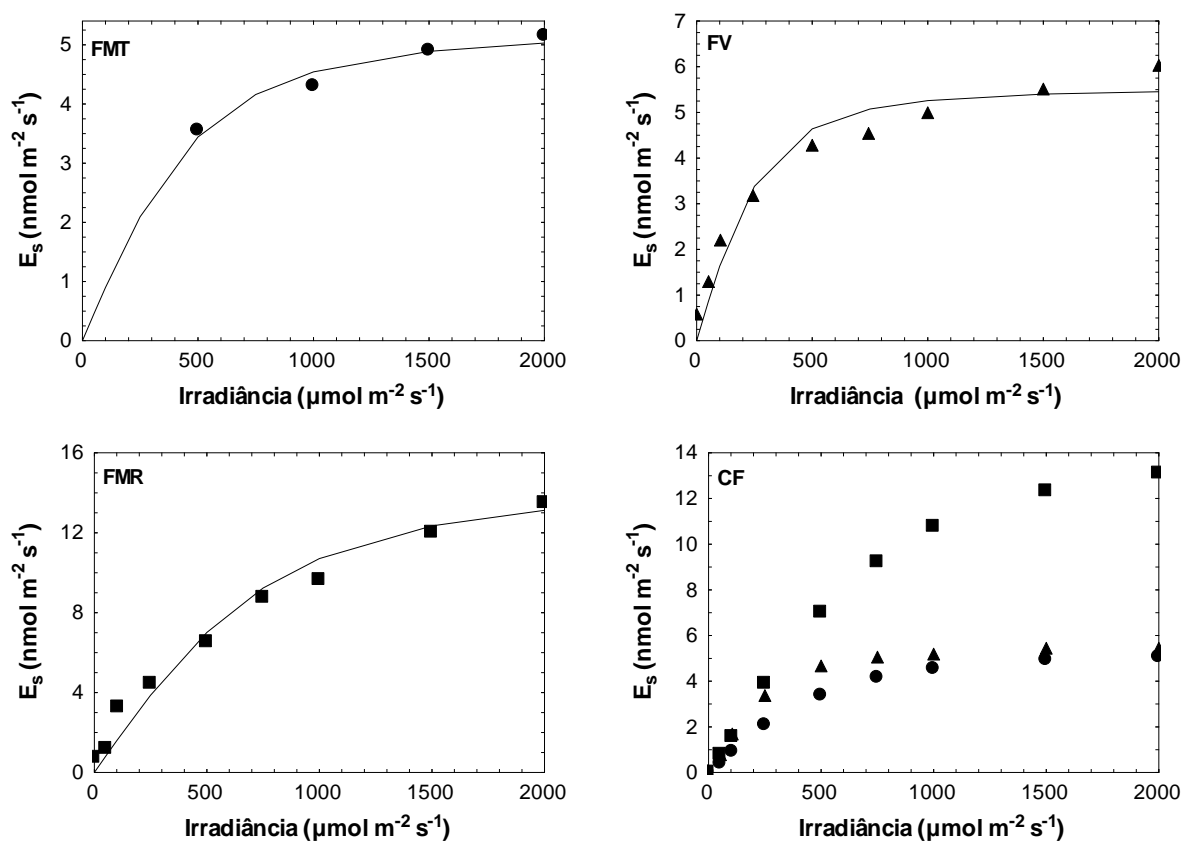 FMT
5
4
3
2
1
0
E_s (nmol m⁻² s⁻¹)
0 500 1000 1500 2000
Irradiância (µmol m⁻² s⁻¹)
FV
7
6
5
4
3
2
1
0
E_s (nmol m⁻² s⁻¹)
0 500 1000 1500 2000
Irradiância (µmol m⁻² s⁻¹)
FMR
16
12
8
4
0
E_s (nmol m⁻² s⁻¹)
0 500 1000 1500 2000
Irradiância (µmol m⁻² s⁻¹)
CF
14
12
10
8
6
4
2
0
E_s (nmol m⁻² s⁻¹)
0 500 1000 1500 2000
Irradiância (µmol m⁻² s⁻¹)